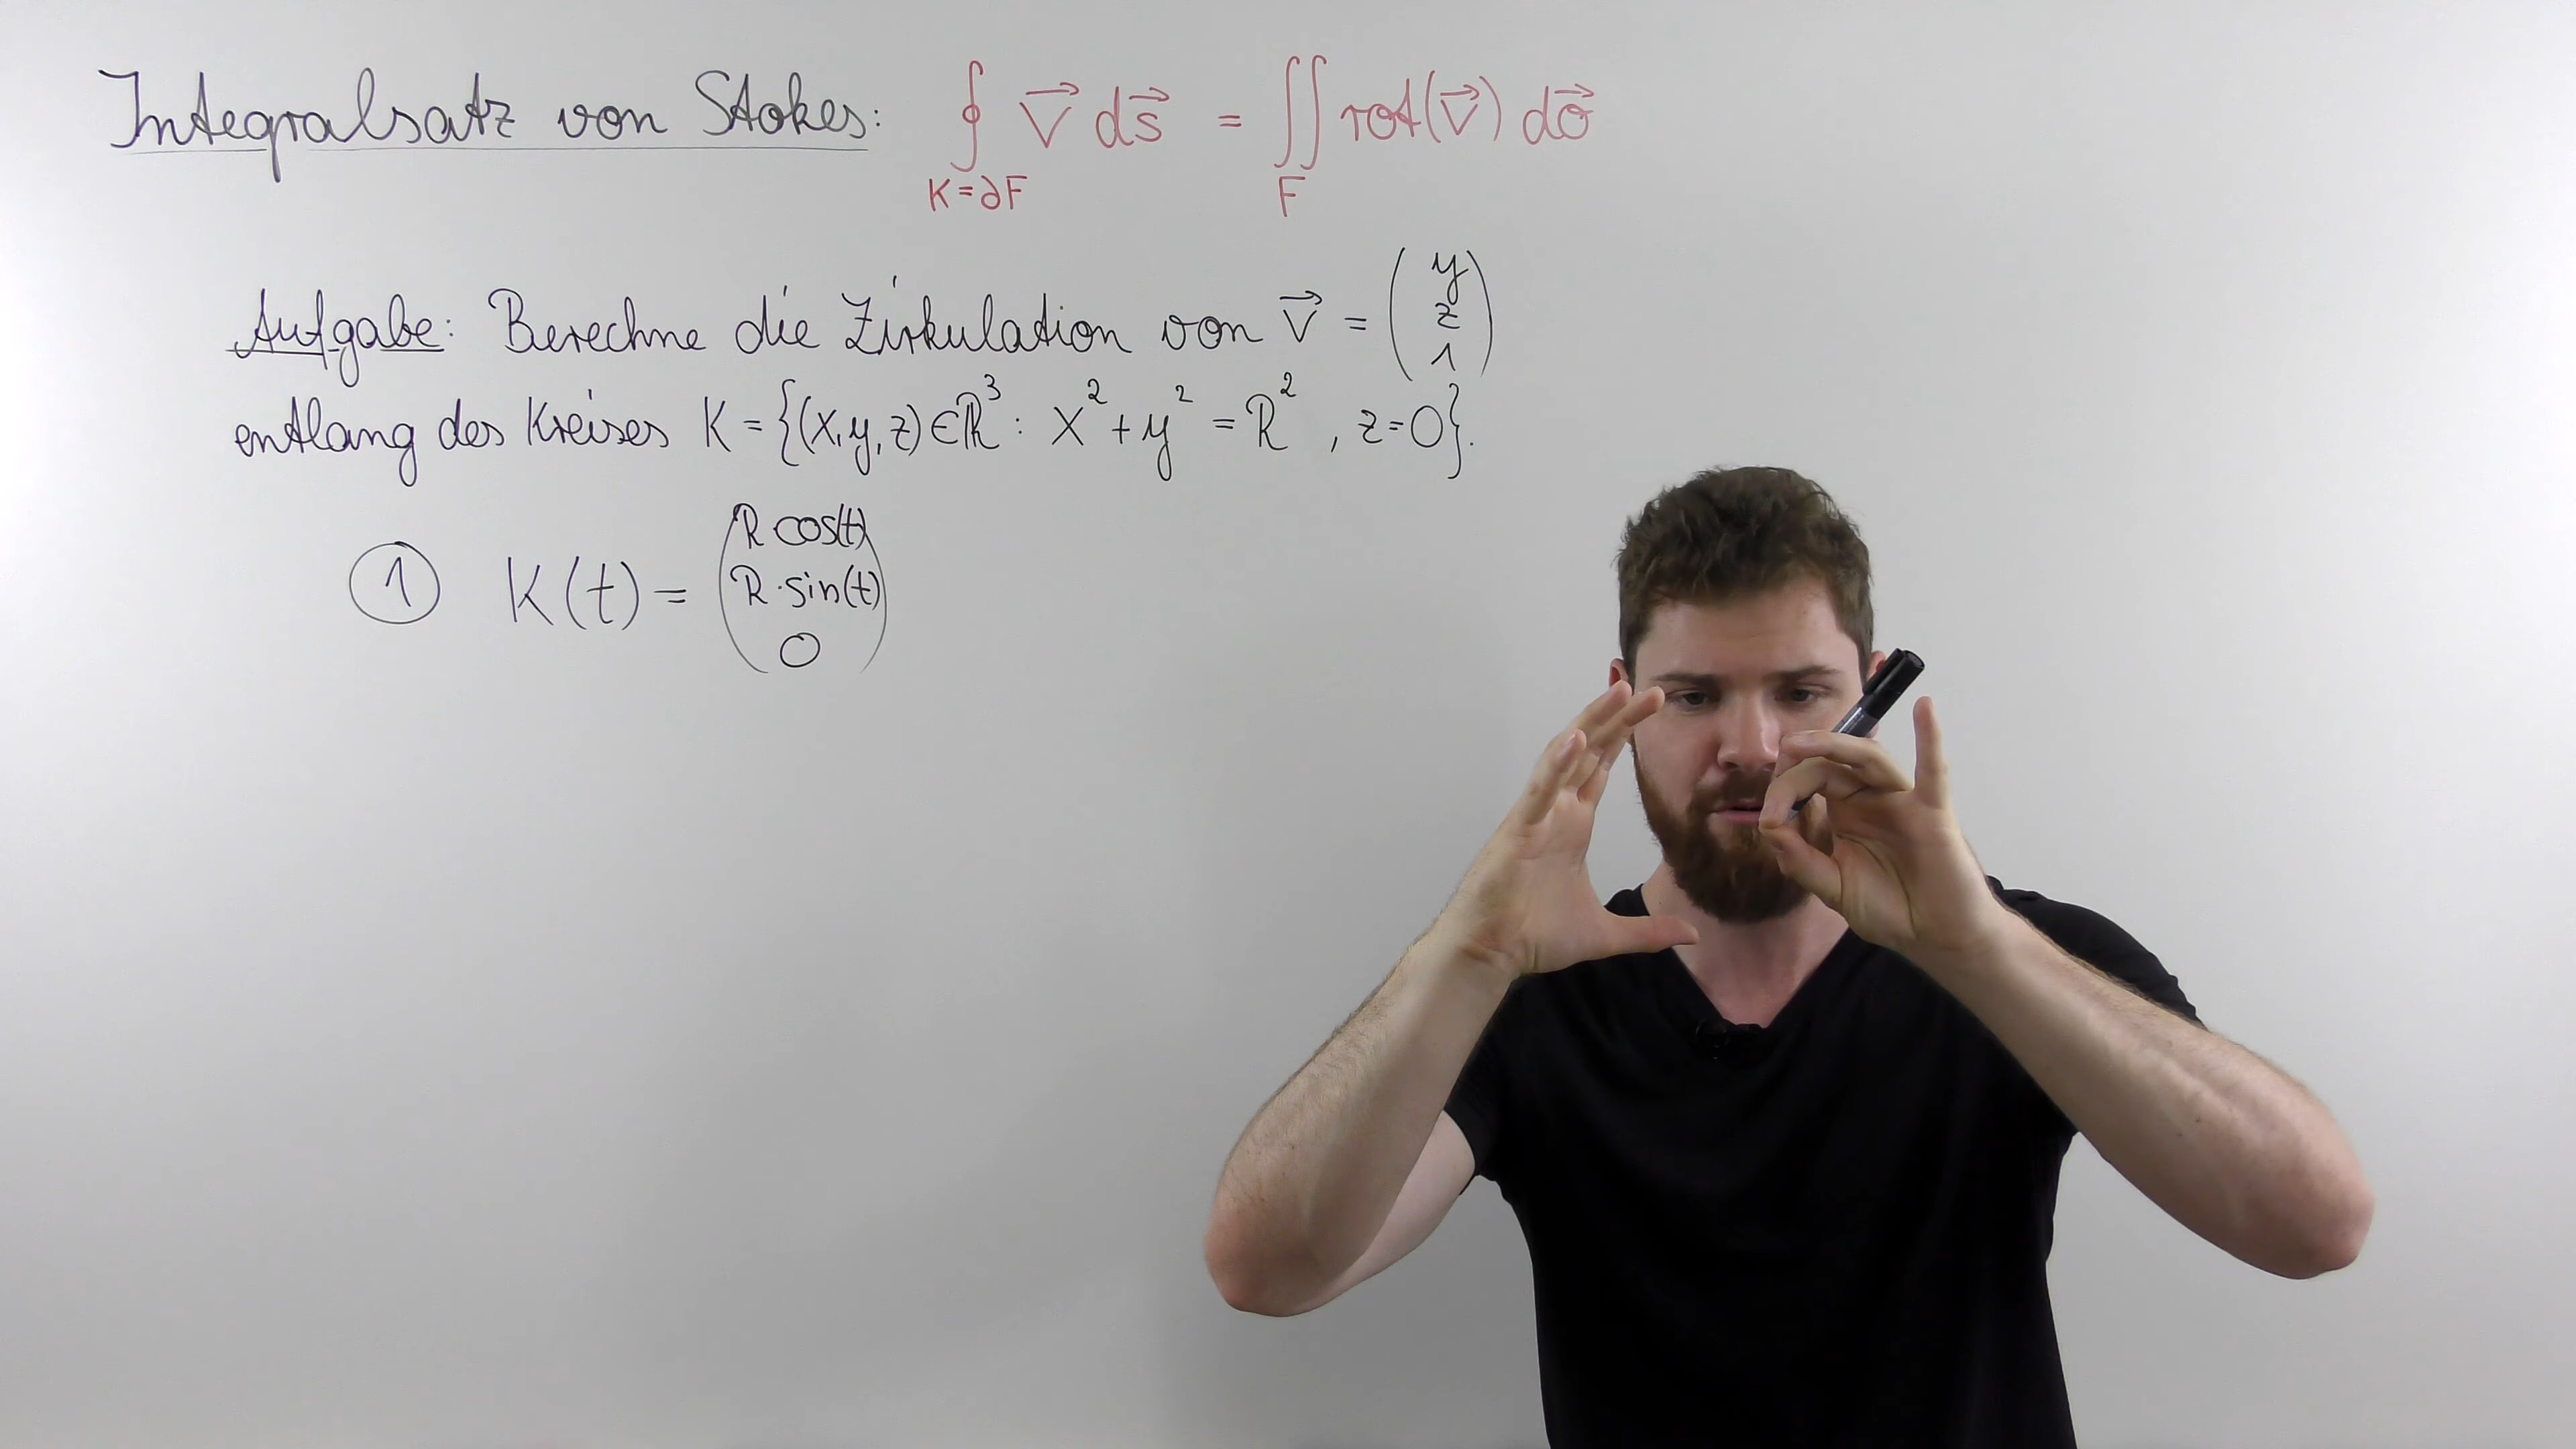 Integralsatz von Stokes: ∮ v⃗ ds⃗ = ∬ rot(v⃗) do⃗
K=∂F F
Aufgabe: Berechne die Zirkulation von v⃗ = (y z 1)
entlang des Kreises K = {(x,y,z)∈ℝ³: x²+y² = R², z=0}.
① K(t) = (R cos(t) R·sin(t) 0)